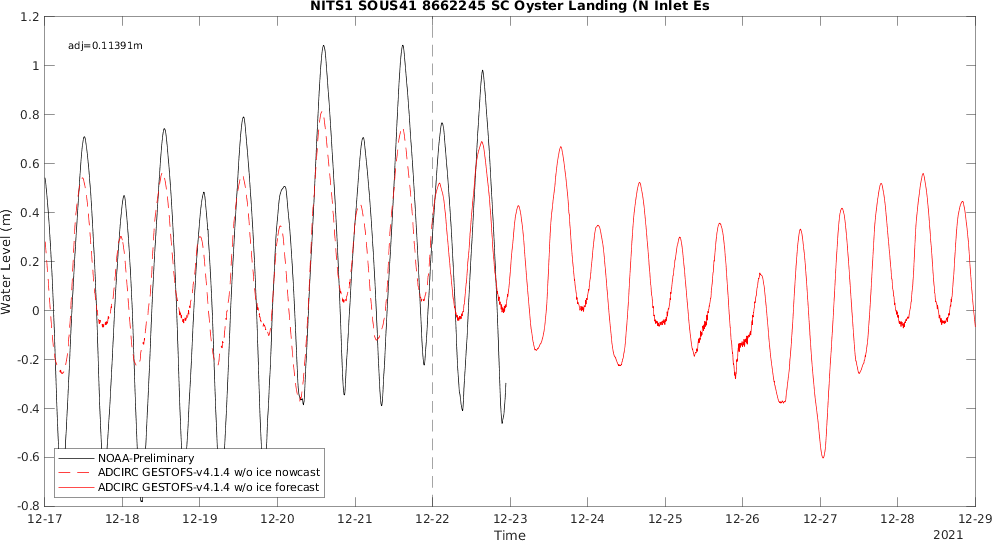 NITS1 SOUS41 8662245 SC Oyster Landing (N Inlet Es
adj=0.11391m
Water Level (m)
1.2
1
0.8
0.6
0.4
0.2
0
-0.2
-0.4
-0.6
-0.8
NOAA-Preliminary
ADCIRC GESTOFS-v4.1.4 w/o ice nowcast
ADCIRC GESTOFS-v4.1.4 w/o ice forecast
12-17 12-18 12-19 12-20 12-21 12-22 12-23 12-24 12-25 12-26 12-27 12-28 12-29
Time
2021